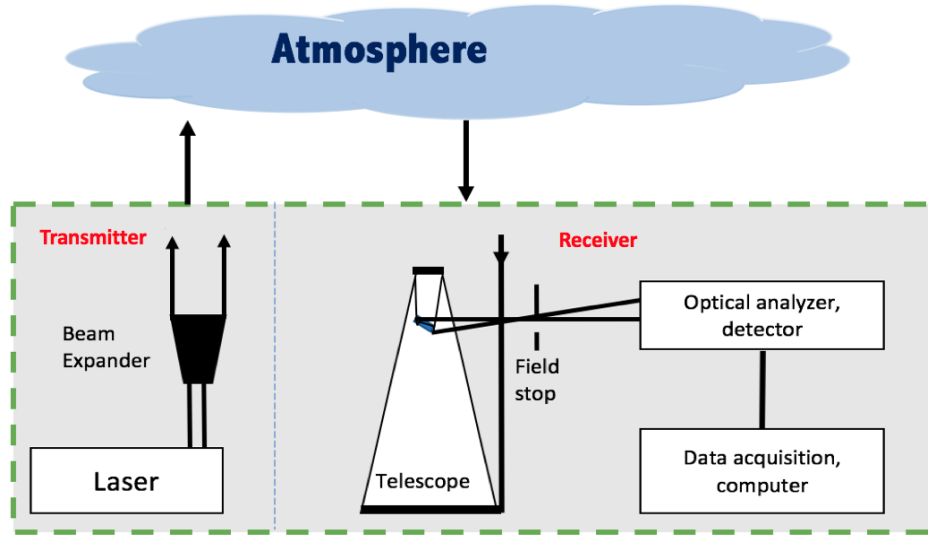 Atmosphere
Transmitter
Receiver
Beam
Expander
Laser
Telescope
Field
stop
Optical analyzer,
detector
Data acquisition,
computer